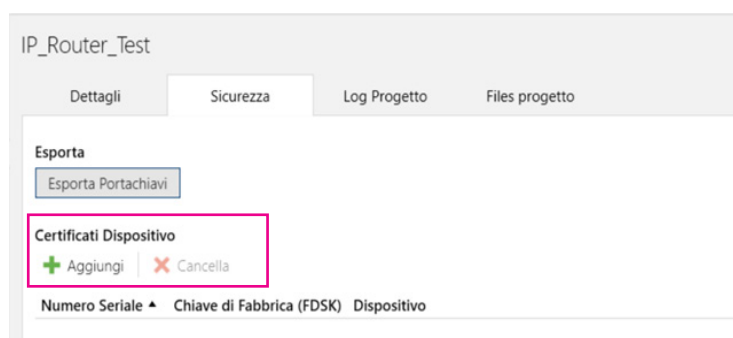 IP_Router_Test
Dettagli Sicurezza Log Progetto Files progetto
Esporta
Esporta Portachiavi
Certificati Dispositivo
Aggiungi Cancella
Numero Seriale Chiave di Fabbrica (FDSK) Dispositivo